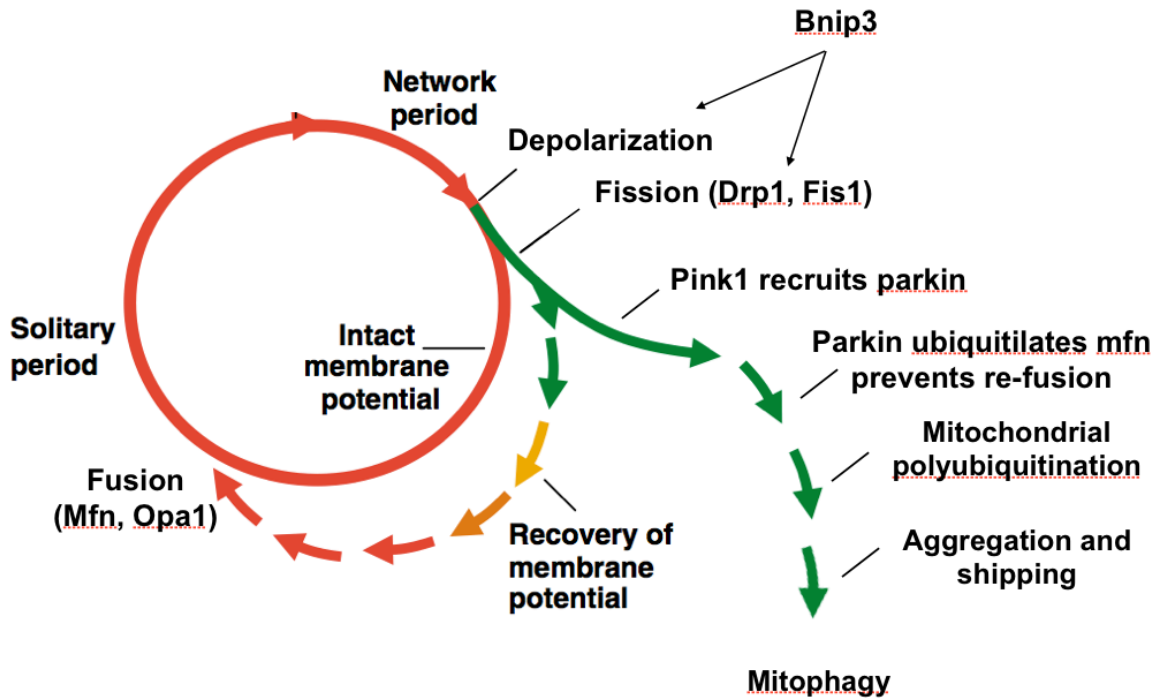 Bnip3
Network
period
Depolarization
Fission (Drp1, Fis1)
Pink1 recruits parkin
Solitary
period
Intact
membrane
potential
Parkin ubiquitilates mfn
prevents re-fusion
Mitochondrial
polyubiquitination
Fusion
(Mfn, Opa1)
Recovery of
membrane
potential
Aggregation and
shipping
Mitophagy